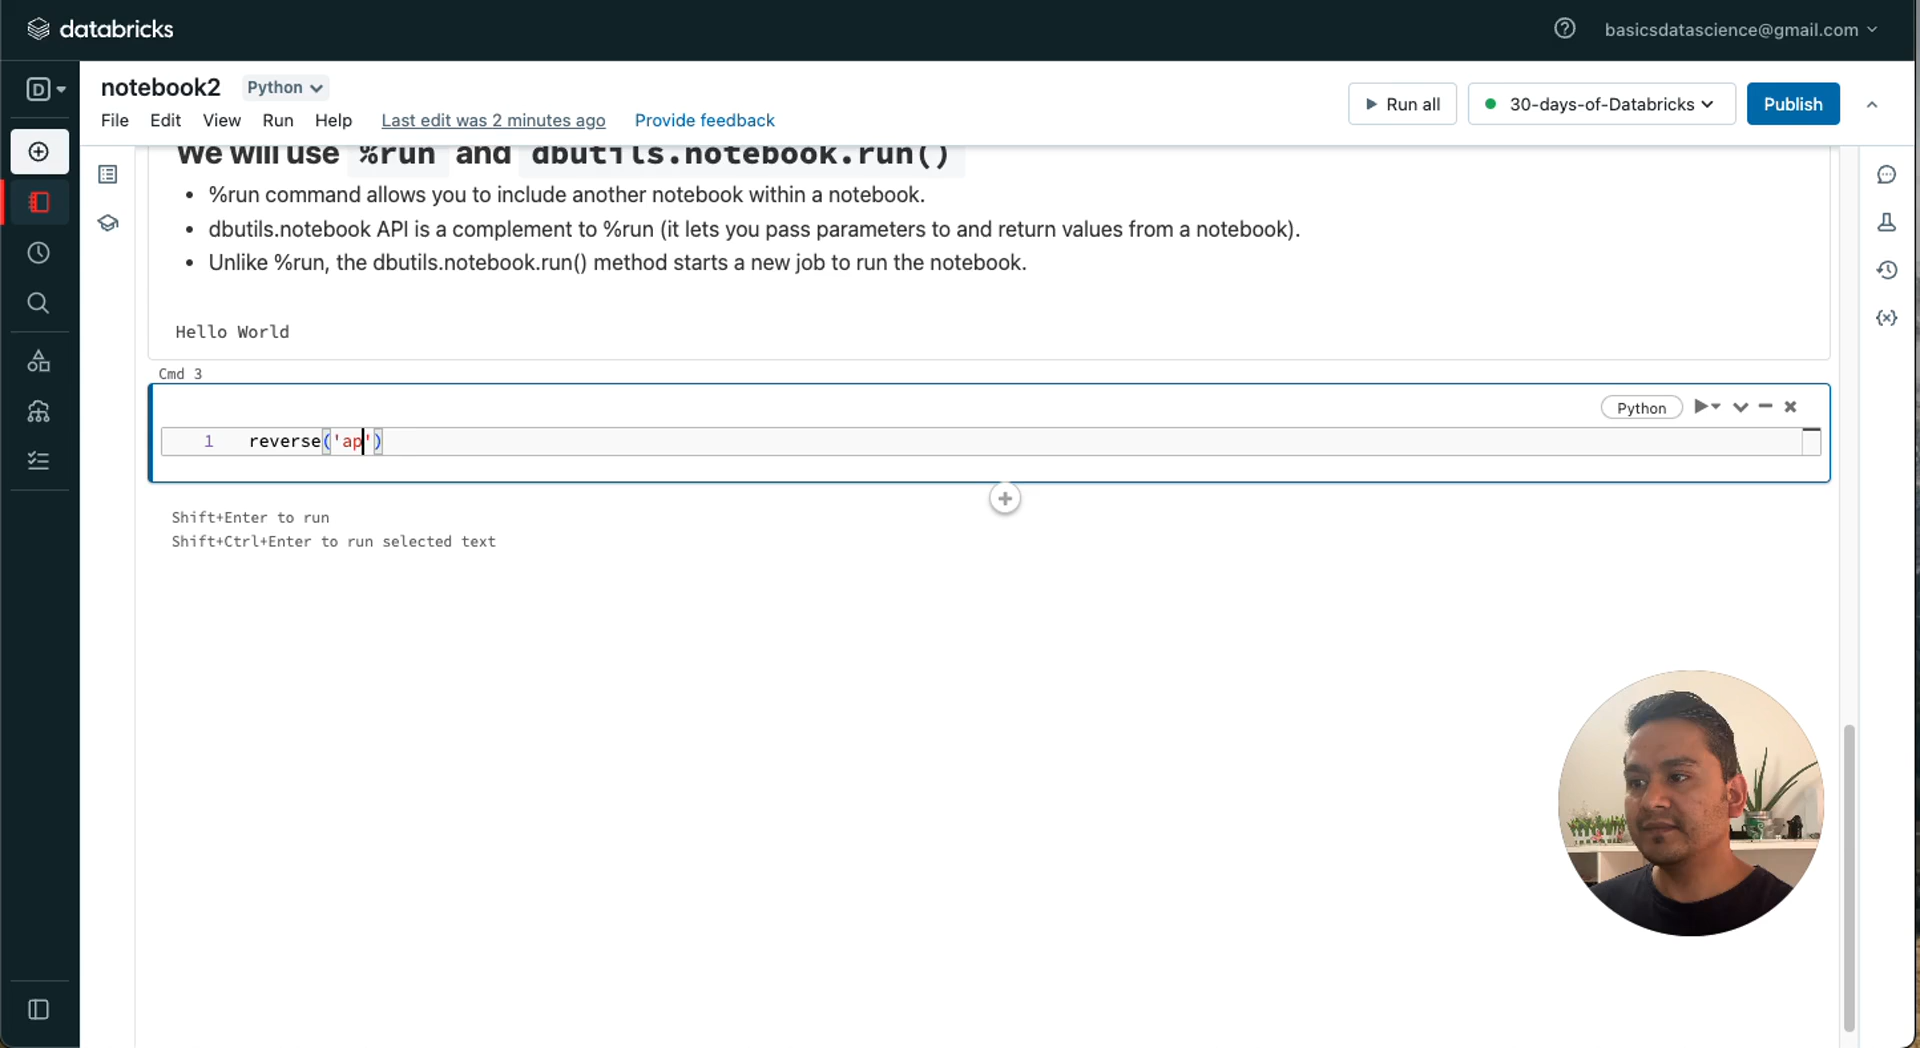 databricks
basicsdatascience@gmail.com
D
notebook2 Python
File Edit View Run Help Last edit was 2 minutes ago Provide feedback
Run all 30-days-of-Databricks Publish
We will use %run and dbutils.notebook.run()
• %run command allows you to include another notebook within a notebook.
• dbutils.notebook API is a complement to %run (it lets you pass parameters to and return values from a notebook).
• Unlike %run, the dbutils.notebook.run() method starts a new job to run the notebook.
Hello World
Cmd 3
Python
1 reverse('ap')
Shift+Enter to run
Shift+Ctrl+Enter to run selected text